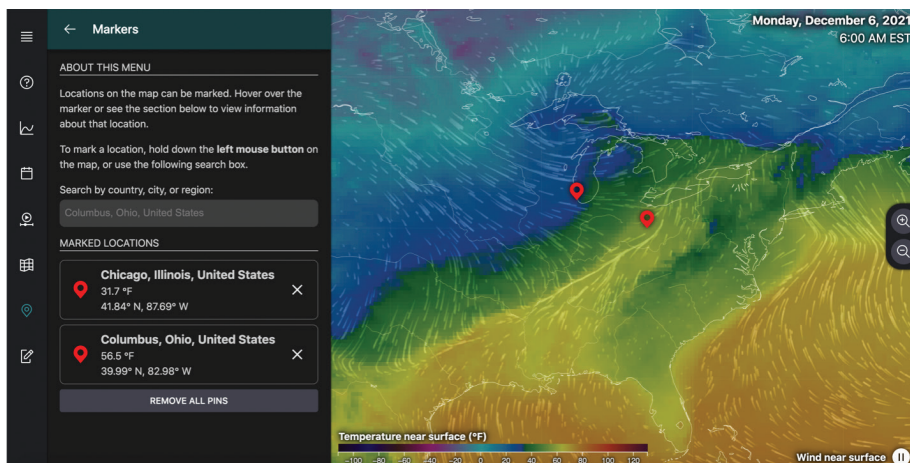 Markers
ABOUT THIS MENU
Locations on the map can be marked. Hover over the
marker or see the section below to view information
about that location.
To mark a location, hold down the left mouse button on
the map, or use the following search box.
Search by country, city, or region:
Columbus, Ohio, United States
MARKED LOCATIONS
Chicago, Illinois, United States
31.7 °F
41.84° N, 87.69° W
Columbus, Ohio, United States
56.5 °F
39.99° N, 82.98° W
REMOVE ALL PINS
Monday, December 6, 2021
6:00 AM EST
Temperature near surface (°F)
-100 -80 -60 -40 -20 0 20 40 60 80 100 120
Wind near surface